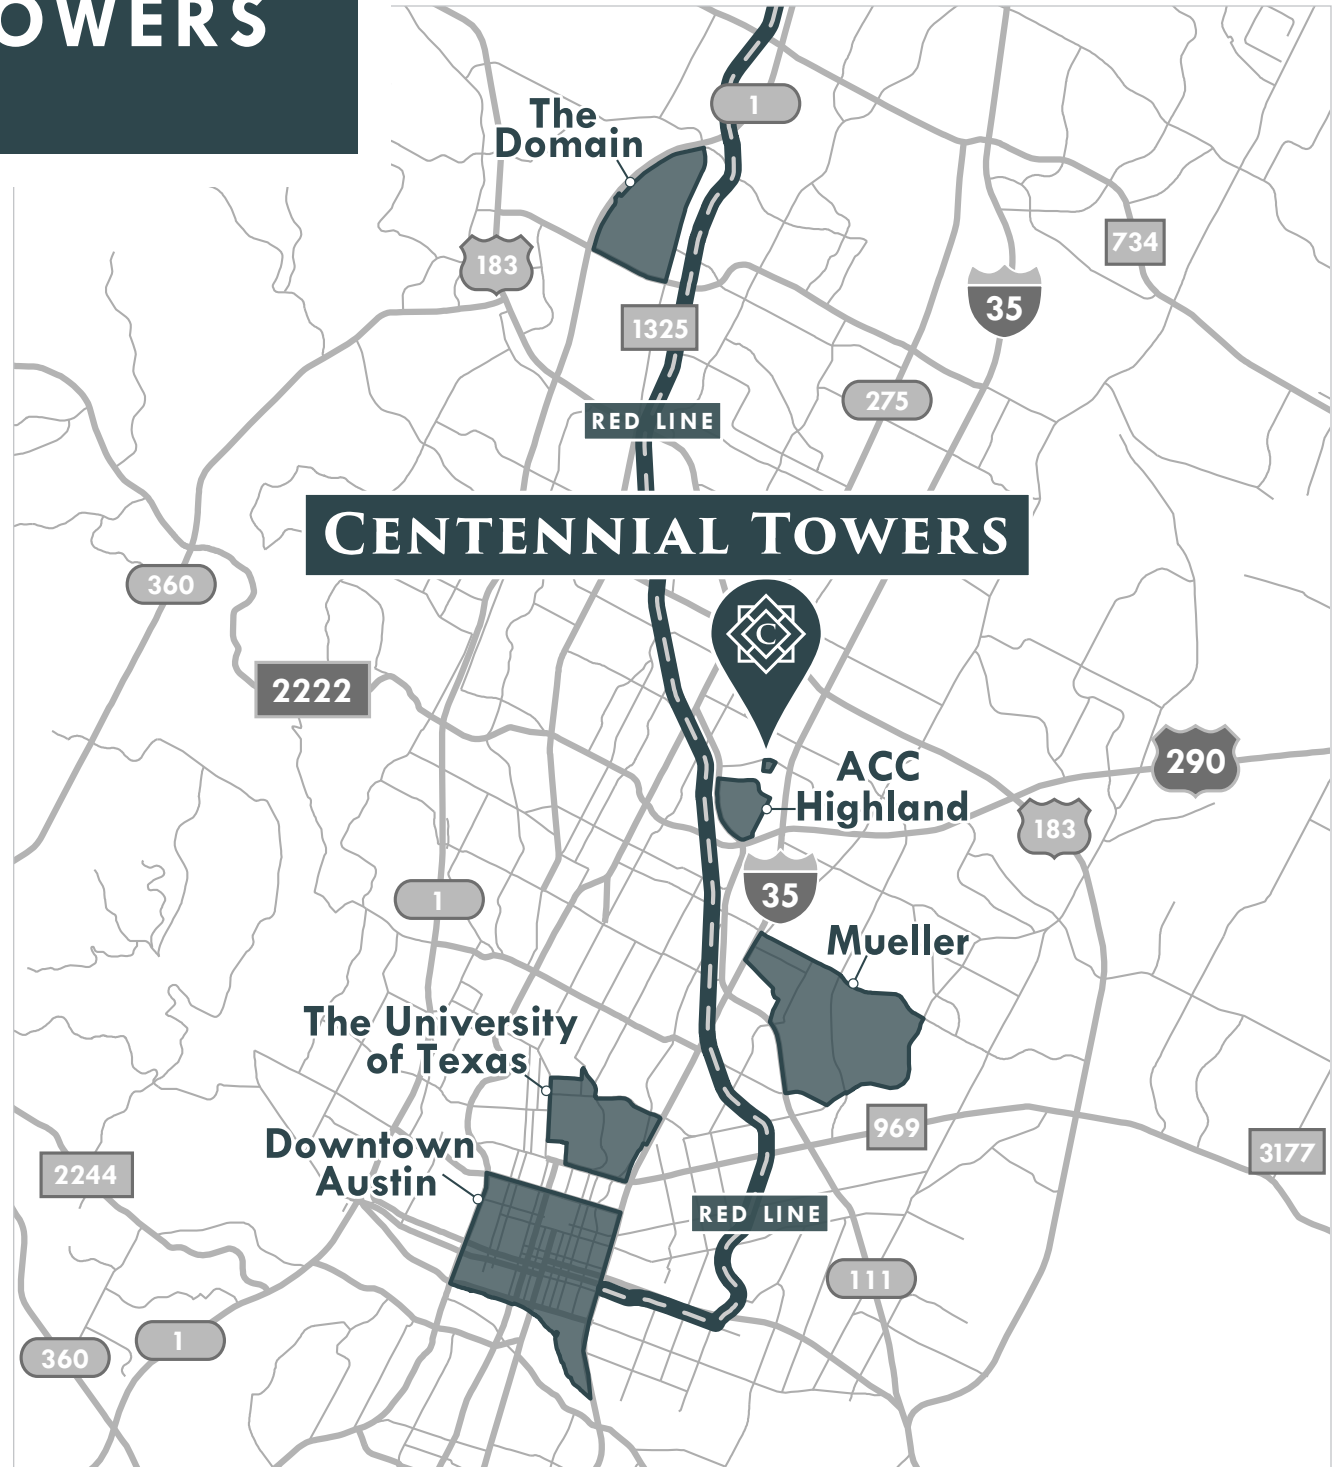 OWERS
1
The
Domain
734
183
35
1325
275
RED LINE
CENTENNIAL TOWERS
360
C
2222
ACC
Highland
290
183
35
1
Mueller
The University
of Texas
969
Downtown
Austin
3177
2244
RED LINE
111
1
360